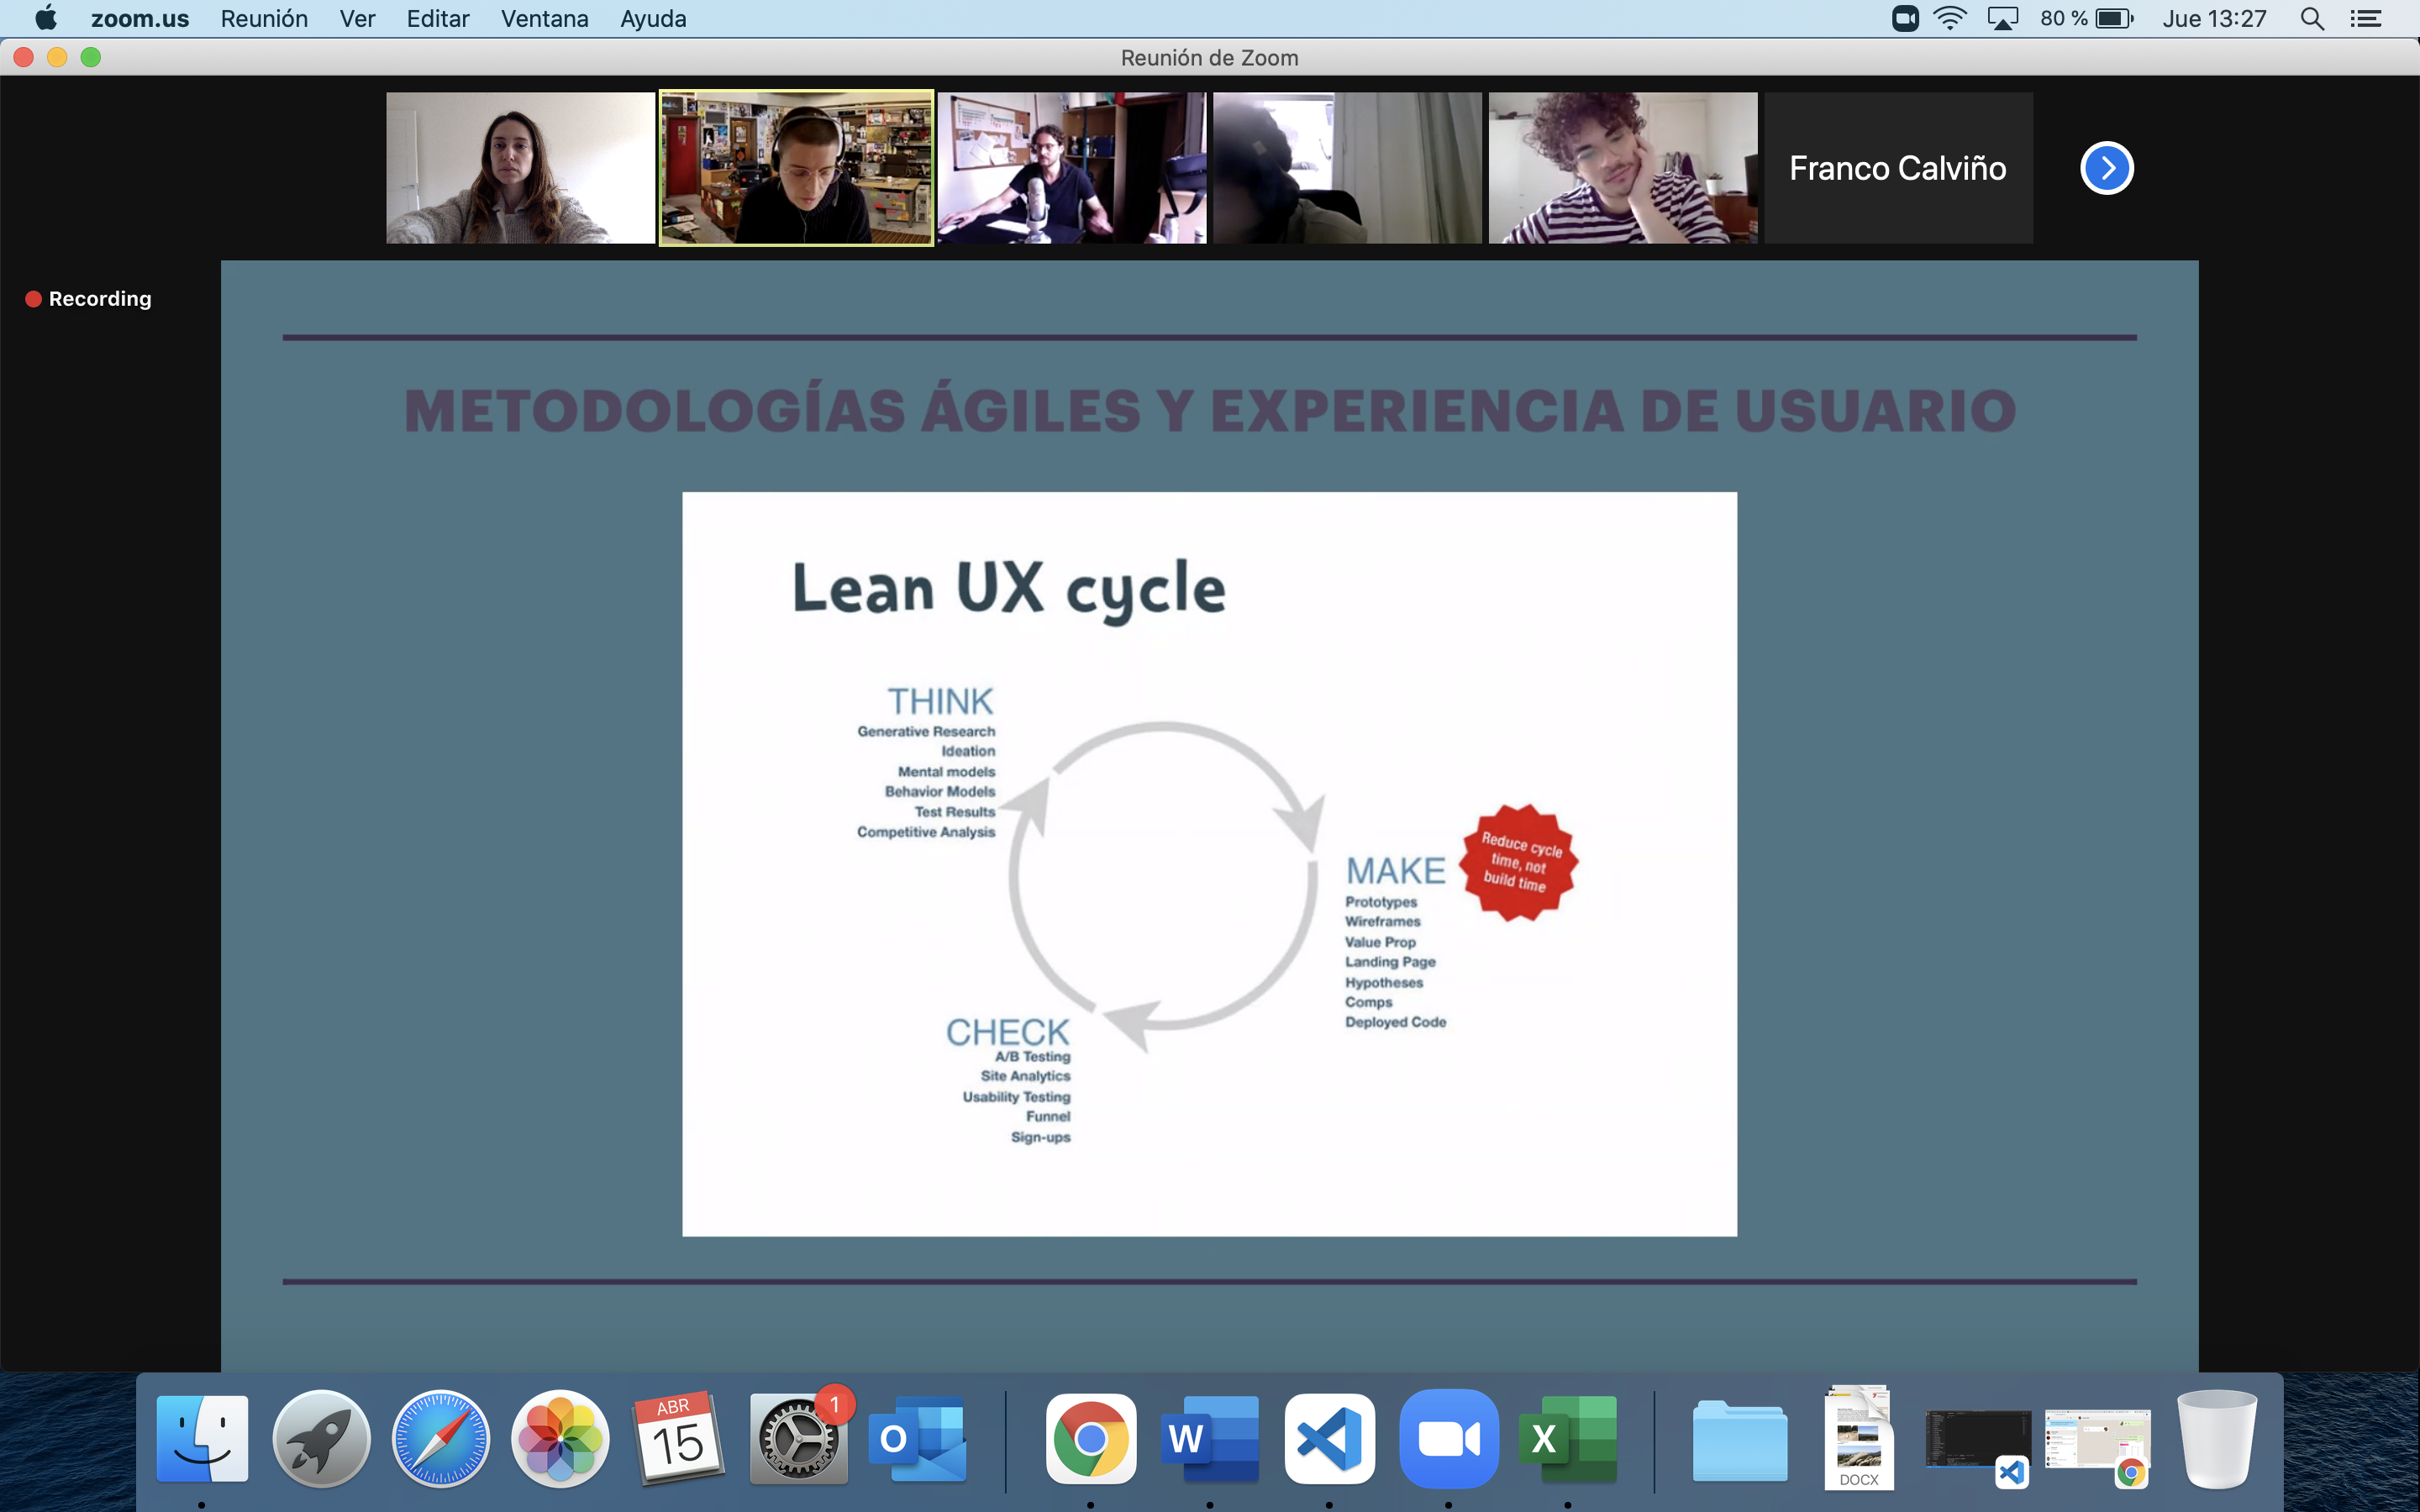 zoom.us Reunión Ver Editar Ventana Ayuda 80 % Jue 13:27
Reunión de Zoom
Franco Calviño
Recording
METODOLOGÍAS ÁGILES Y EXPERIENCIA DE USUARIO
Lean UX cycle
THINK
Generative Research
Ideation
Mental models
Behavior Models
Test Results
Competitive Analysis
Reduce cycle
time, not
build time
MAKE
Prototypes
Wireframes
Value Prop
Landing Page
Hypotheses
Comps
Deployed Code
CHECK
A/B Testing
Site Analytics
Usability Testing
Funnel
Sign-ups
ABR
15
1
O
W
X
DOCX